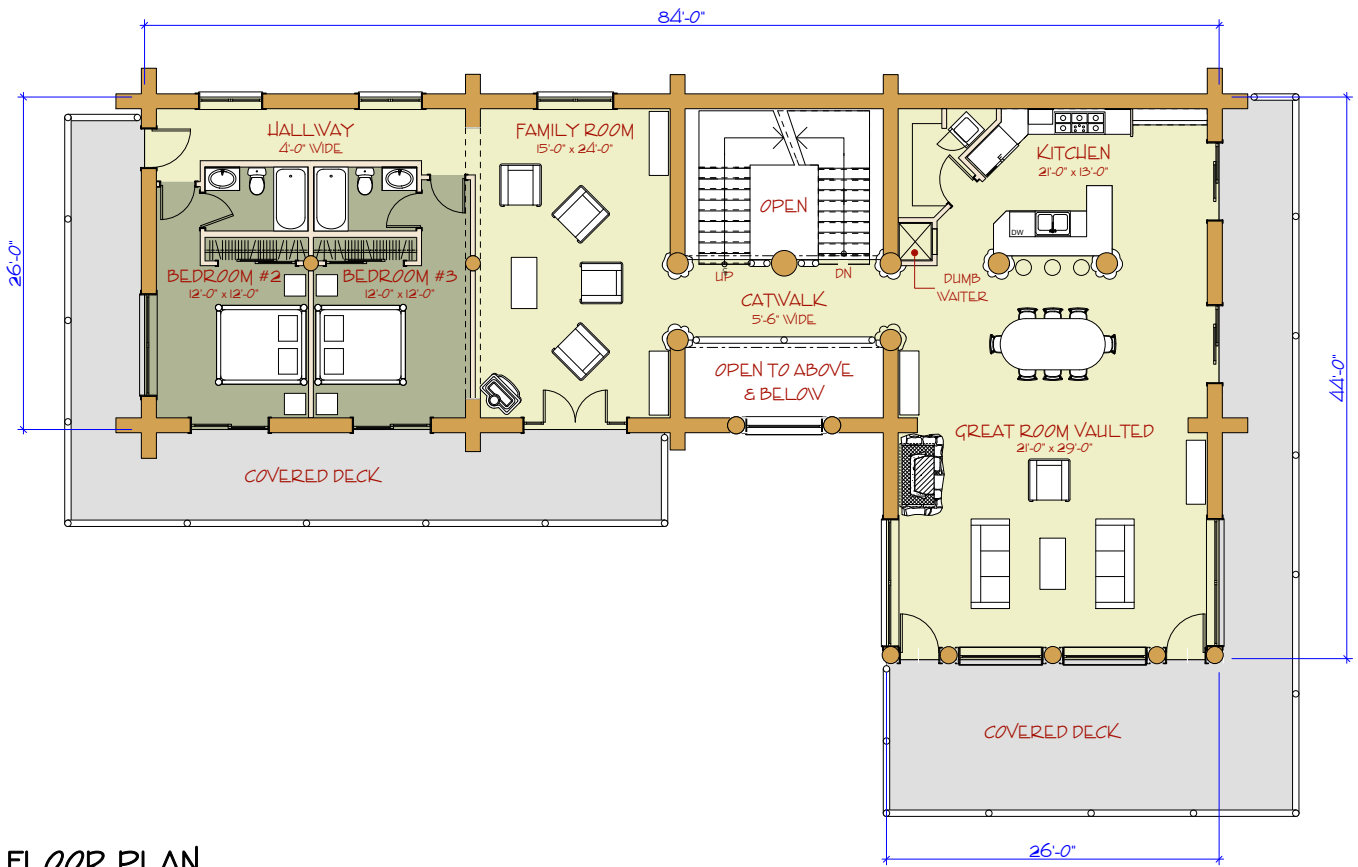 84'-0"
HALLWAY
4'-0" WIDE
FAMILY ROOM
15'-0" x 24'-0"
KITCHEN
21'-0" x 13'-0"
OPEN
DW
26'-0"
BEDROOM #2
12'-0" x 12'-0"
BEDROOM #3
12'-0" x 12'-0"
UP
DN
DUMB
WAITER
CATWALK
5'-6" WIDE
OPEN TO ABOVE
& BELOW
44'-0"
GREAT ROOM VAULTED
21'-0" x 29'-0"
COVERED DECK
COVERED DECK
26'-0"
FLOOR PLAN